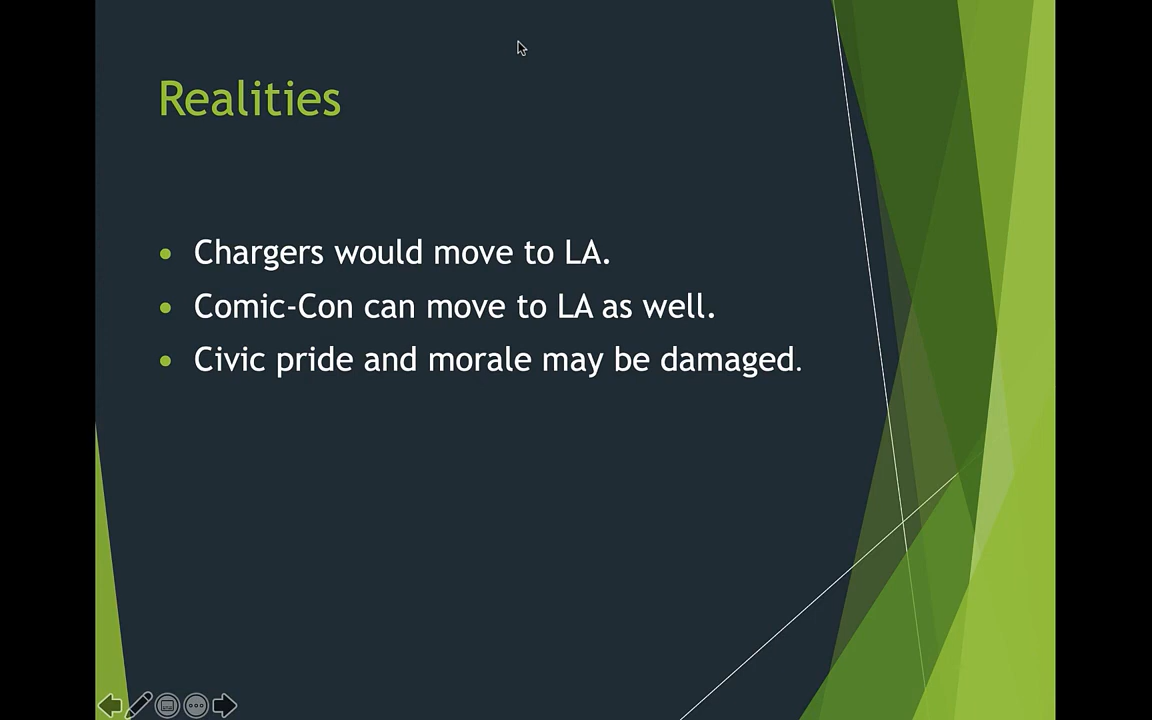 Realities
• Chargers would move to LA.
• Comic-Con can move to LA as well.
• Civic pride and morale may be damaged.